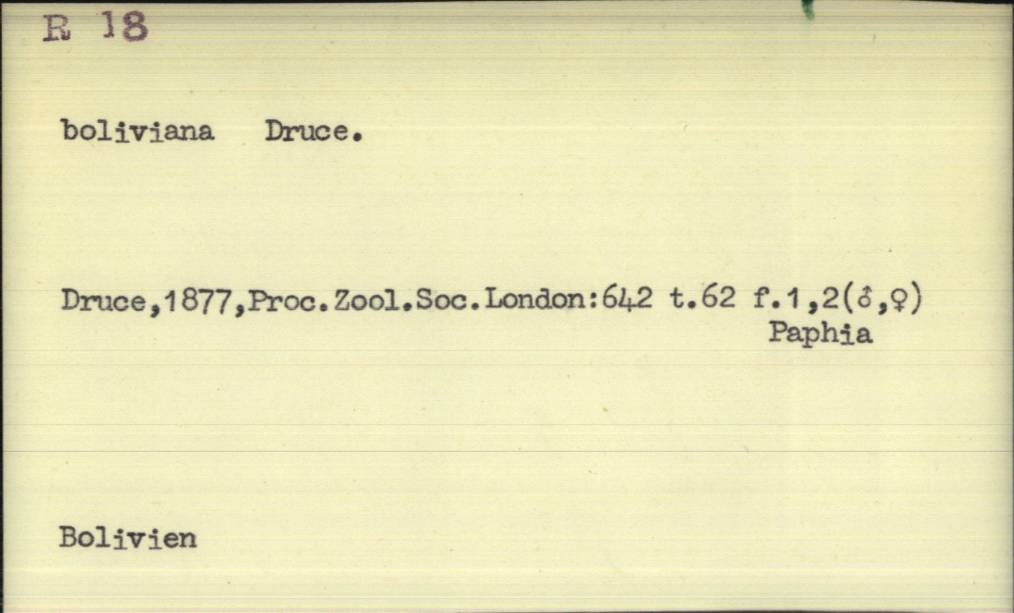 R 18
boliviana Druce.
Druce,1877,Proc.Zool.Soc.London:642 t.62 f.1,2(♂,♀)
Paphia
Bolivien